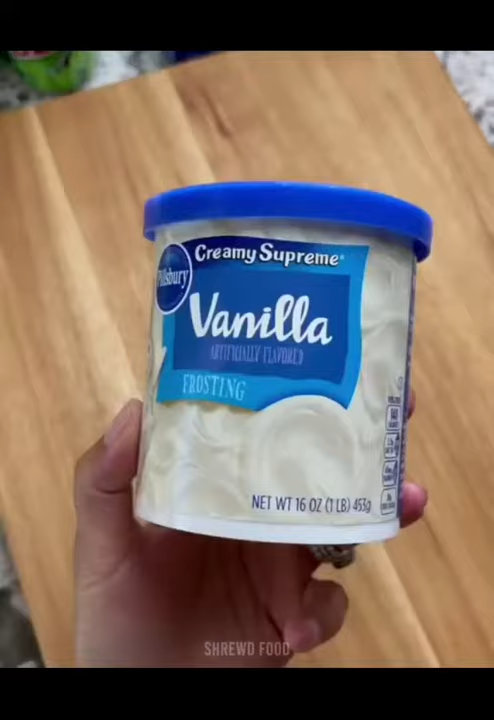 Creamy Supreme®
Pillsbury
Vanilla
ARTIFICIALLY FLAVORED
FROSTING
NET WT 16 OZ (1 LB) 453g
SHREWD FOOD